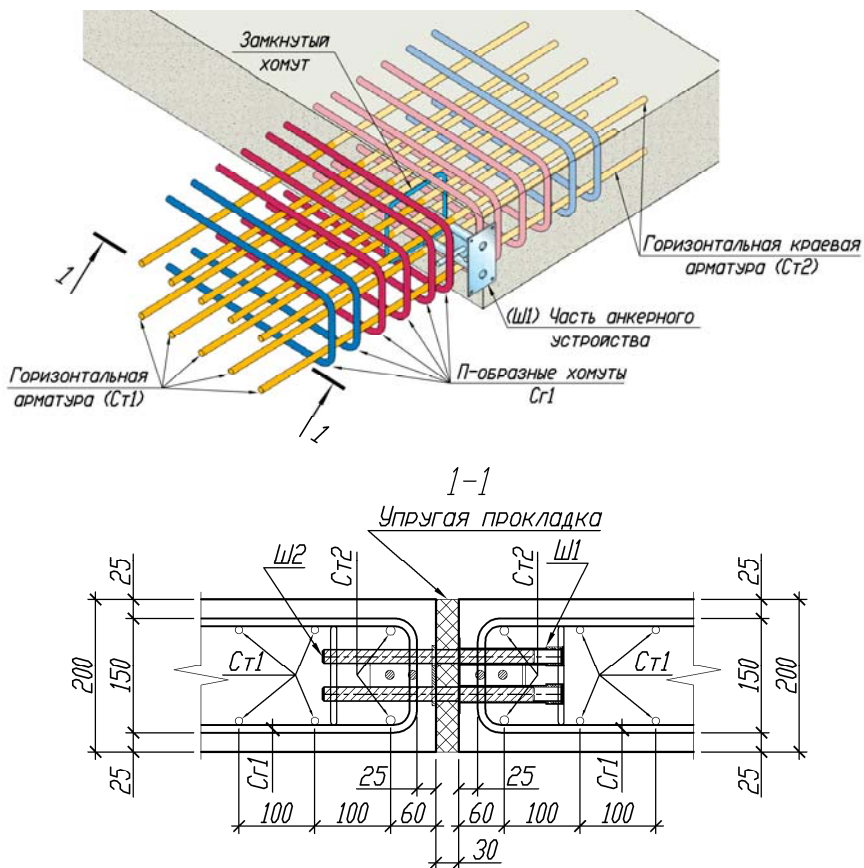 Замкнутый
хомут
1
Горизонтальная краевая
арматура (Ст2)
(Ш1) Часть анкерного
устройства
Горизонтальная
арматура (Ст1)
П-образные хомуты
Сг1
1
1-1
Упругая прокладка
Ш2
Ст2
Ст2
Ш1
25
25
200
150
Ст1
Ст1
150
200
25
25
Сг1
Сг1
25
25
100
100
60
60
100
100
30